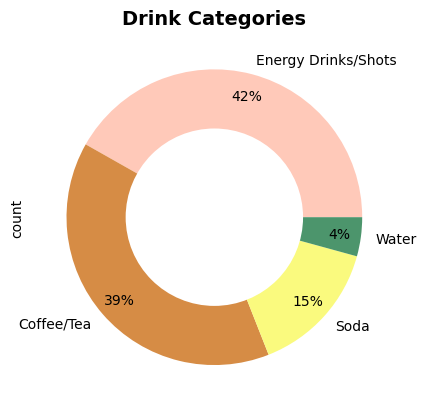 Drink Categories
Energy Drinks/Shots
42%
count
39%
Coffee/Tea
4%
Water
15%
Soda